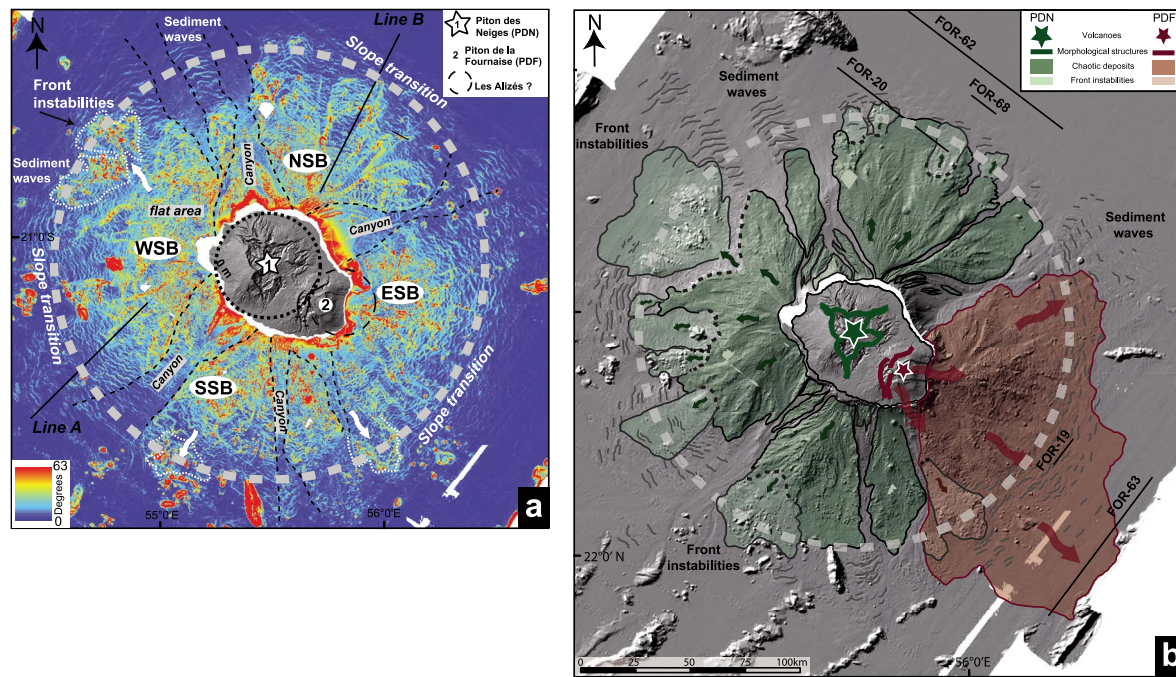 N
Sediment
waves
Line B
1
Piton des
Neiges (PDN)
2
Piton de la
Fournaise (PDF)
Les Alizés ?
Slope transition
Front
instabilities
Sediment
waves
Canyon
NSB
flat area
Canyon
21°0'S
WSB
0 m
1
2
ESB
Slope transition
Canyon
SSB
Canyon
Slope transition
Line A
63
Degrees
0
55°0'E
56°0'E
a
N
FOR-62
PDN
PDF
Volcanoes
Morphological structures
Chaotic deposits
Front instabilities
Sediment
waves
FOR-20
FOR-68
Front
instabilities
Sediment
waves
FOR-19
FOR-63
22°0' N
Front
instabilities
0
25
50
75
100km
56°0'E
b